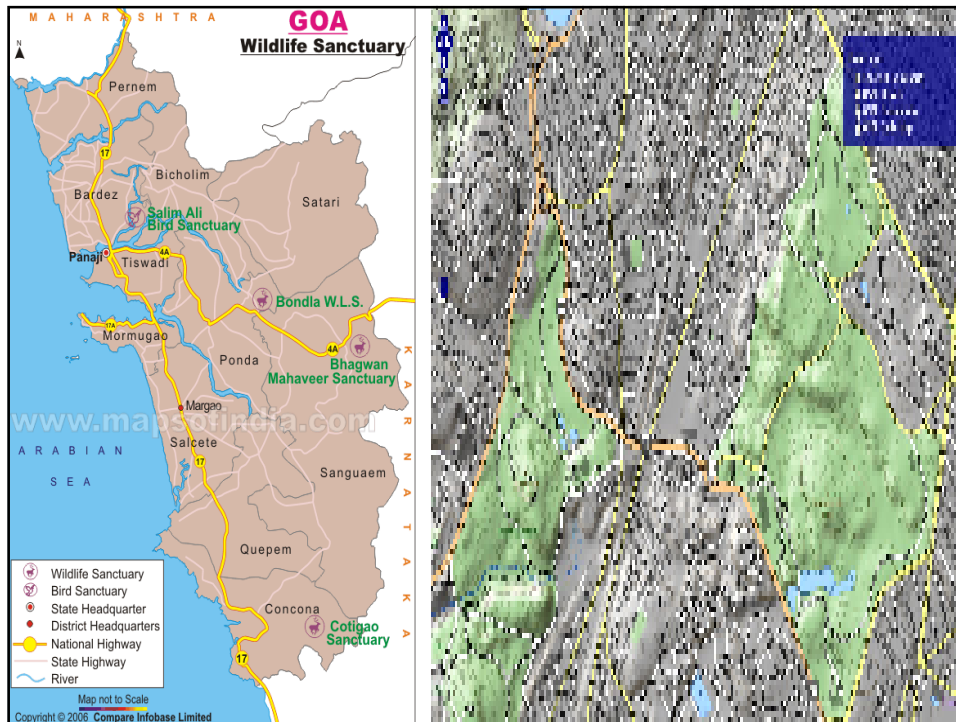 MAHARASHTRA
GOA
Wildlife Sanctuary
N
Pernem
17
Bicholim
Bardez
Satari
Salim Ali
Bird Sanctuary
Panaji
4A
Tiswadi
Bondla W.L.S.
17A
Mormugao
4A
Ponda
Bhagwan
Mahaveer Sanctuary
KARNATAKA
Margao
www.mapsofindia.com
Salcete
ARABIAN
SEA
17
Sanguaem
Quepem
Concona
Cotigao
Sanctuary
17
Wildlife Sanctuary
Bird Sanctuary
State Headquarter
District Headquarters
National Highway
State Highway
River
Map not to Scale
Copyright © 2006 Compare Infobase Limited